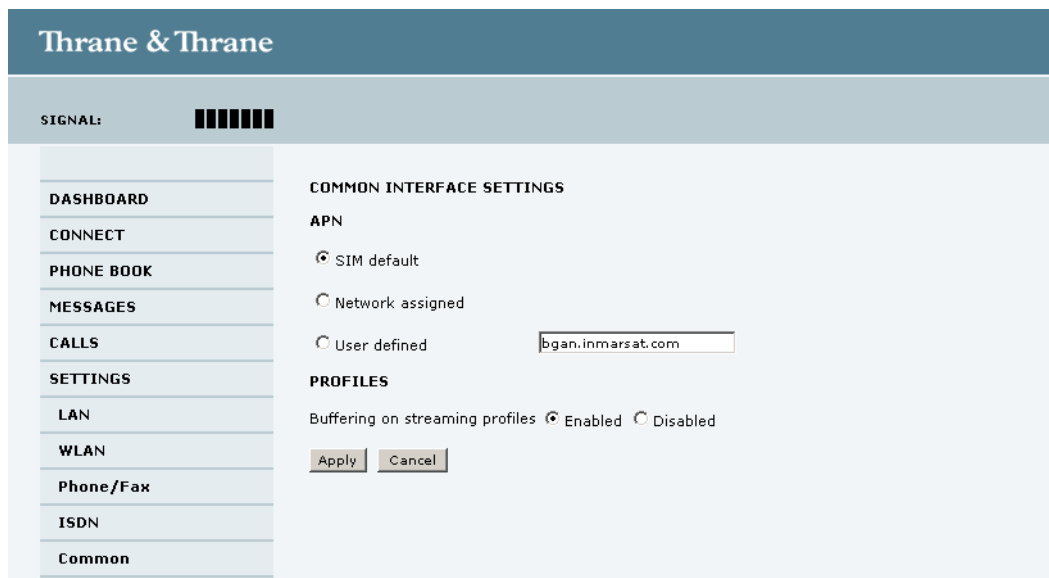 Thrane & Thrane
SIGNAL:
DASHBOARD
CONNECT
PHONE BOOK
MESSAGES
CALLS
SETTINGS
LAN
WLAN
Phone/Fax
ISDN
Common
COMMON INTERFACE SETTINGS
APN
SIM default
Network assigned
User defined bgan.inmarsat.com
PROFILES
Buffering on streaming profiles Enabled Disabled
Apply Cancel